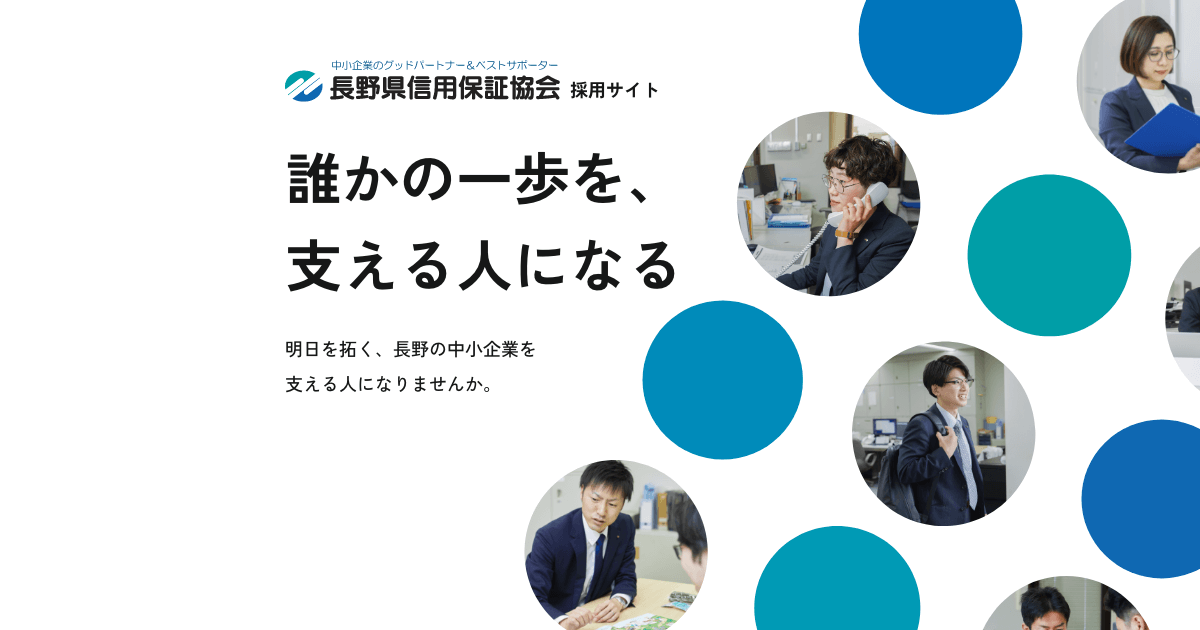 中小企業のグッドパートナー&ベストサポーター
長野県信用保証協会 採用サイト
誰かの一歩を、
支える人になる
明日を拓く、長野の中小企業を
支える人になりませんか。